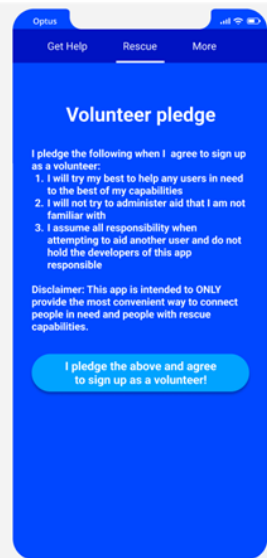 Optus
Get Help Rescue More
Volunteer pledge
I pledge the following when I agree to sign up
as a volunteer:
1. I will try my best to help any users in need
to the best of my capabilities
2. I will not try to administer aid that I am not
familiar with
3. I assume all responsibility when
attempting to aid another user and do not
hold the developers of this app
responsible
Disclaimer: This app is intended to ONLY
provide the most convenient way to connect
people in need and people with rescue
capabilities.
I pledge the above and agree
to sign up as a volunteer!